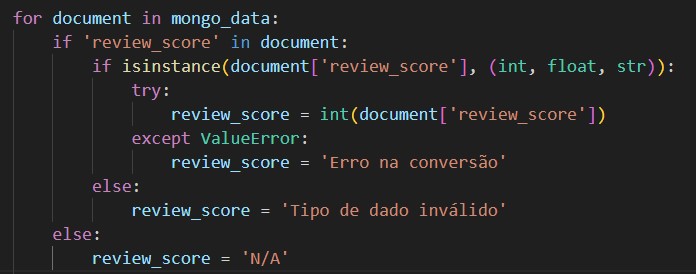 for document in mongo_data:
    if 'review_score' in document:
        if isinstance(document['review_score'], (int, float, str)):
            try:
                review_score = int(document['review_score'])
            except ValueError:
                review_score = 'Erro na conversão'
        else:
            review_score = 'Tipo de dado inválido'
    else:
        review_score = 'N/A'